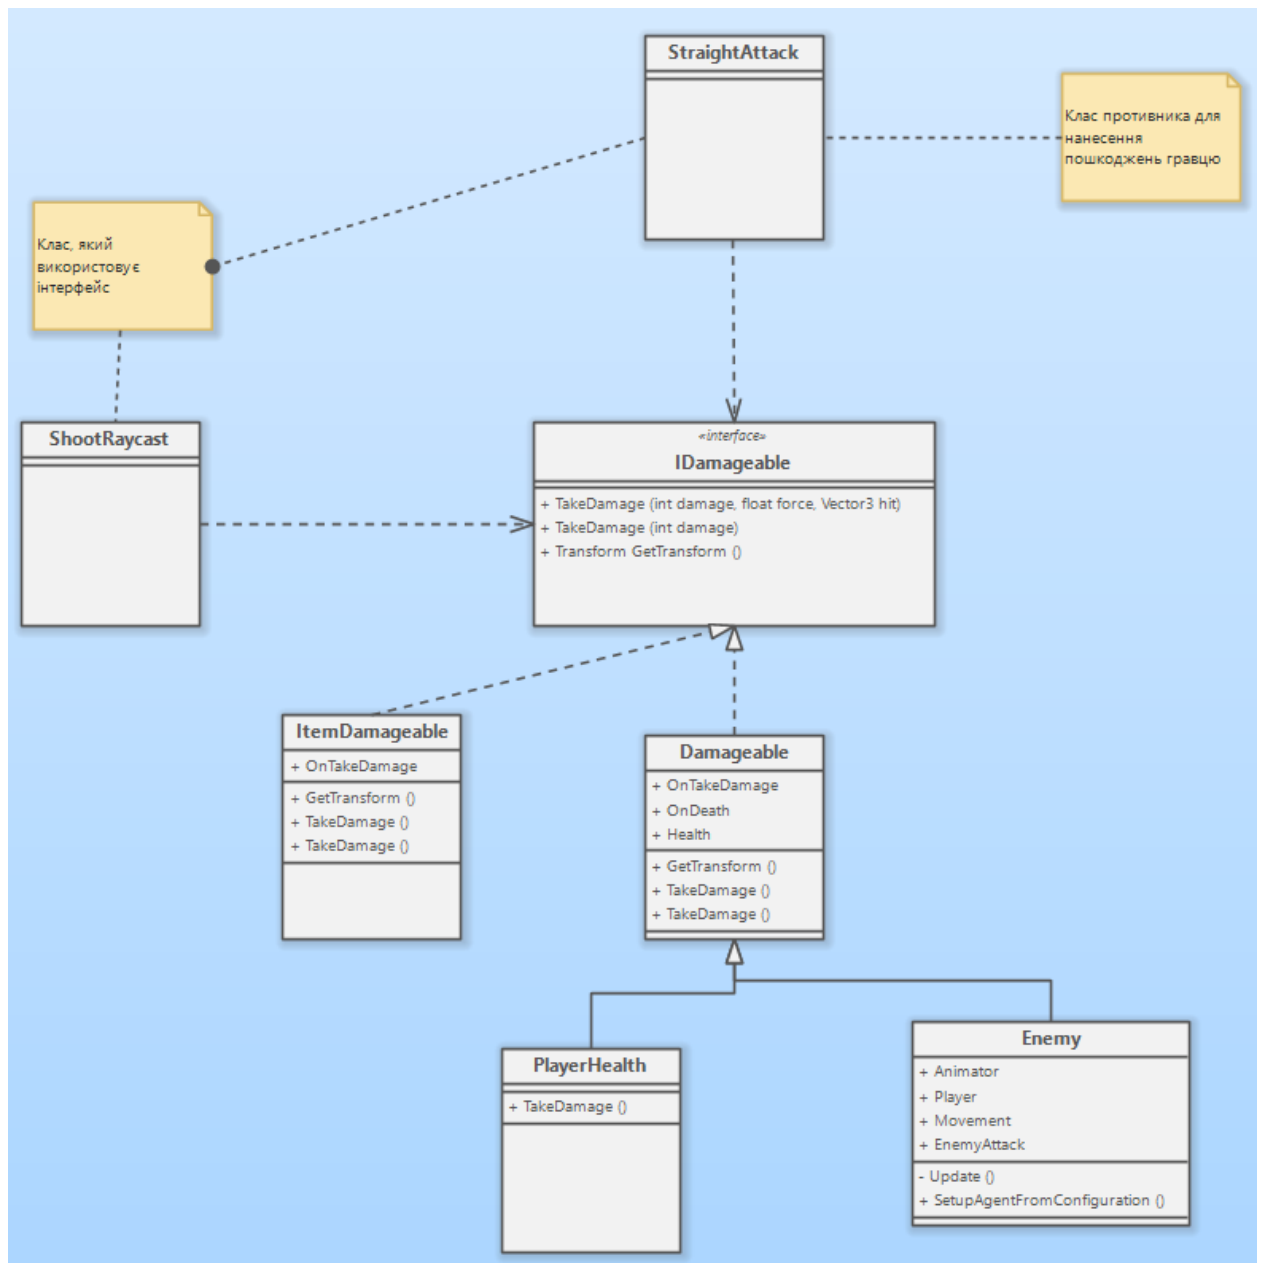 StraightAttack
Клас противника для
нанесення
пошкоджень гравцю
Клас, який
використовує
інтерфейс
ShootRaycast
«interface»
IDamageable
+ TakeDamage (int damage, float force, Vector3 hit)
+ TakeDamage (int damage)
+ Transform GetTransform ()
ItemDamageable
+ OnTakeDamage
+ GetTransform ()
+ TakeDamage ()
+ TakeDamage ()
Damageable
+ OnTakeDamage
+ OnDeath
+ Health
+ GetTransform ()
+ TakeDamage ()
+ TakeDamage ()
PlayerHealth
+ TakeDamage ()
Enemy
+ Animator
+ Player
+ Movement
+ EnemyAttack
- Update ()
+ SetupAgentFromConfiguration ()